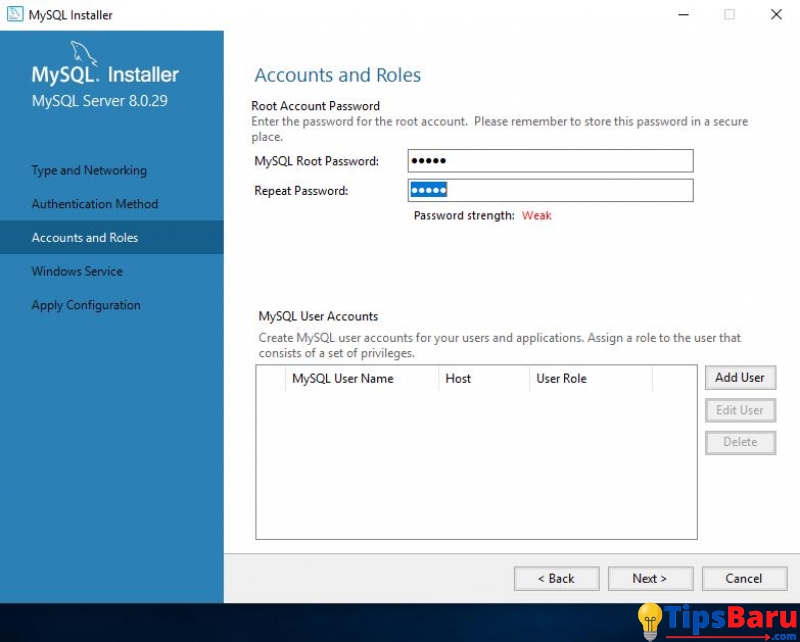 MySQL Installer
MySQL. Installer
MySQL Server 8.0.29
Type and Networking
Authentication Method
Accounts and Roles
Windows Service
Apply Configuration
Accounts and Roles
Root Account Password
Enter the password for the root account.  Please remember to store this password in a secure
place.
MySQL Root Password: •••••
Repeat Password: •••••
Password strength: Weak
MySQL User Accounts
Create MySQL user accounts for your users and applications. Assign a role to the user that
consists of a set of privileges.
MySQL User Name Host User Role
Add User
Edit User
Delete
< Back Next > Cancel
TipsBaru
.com